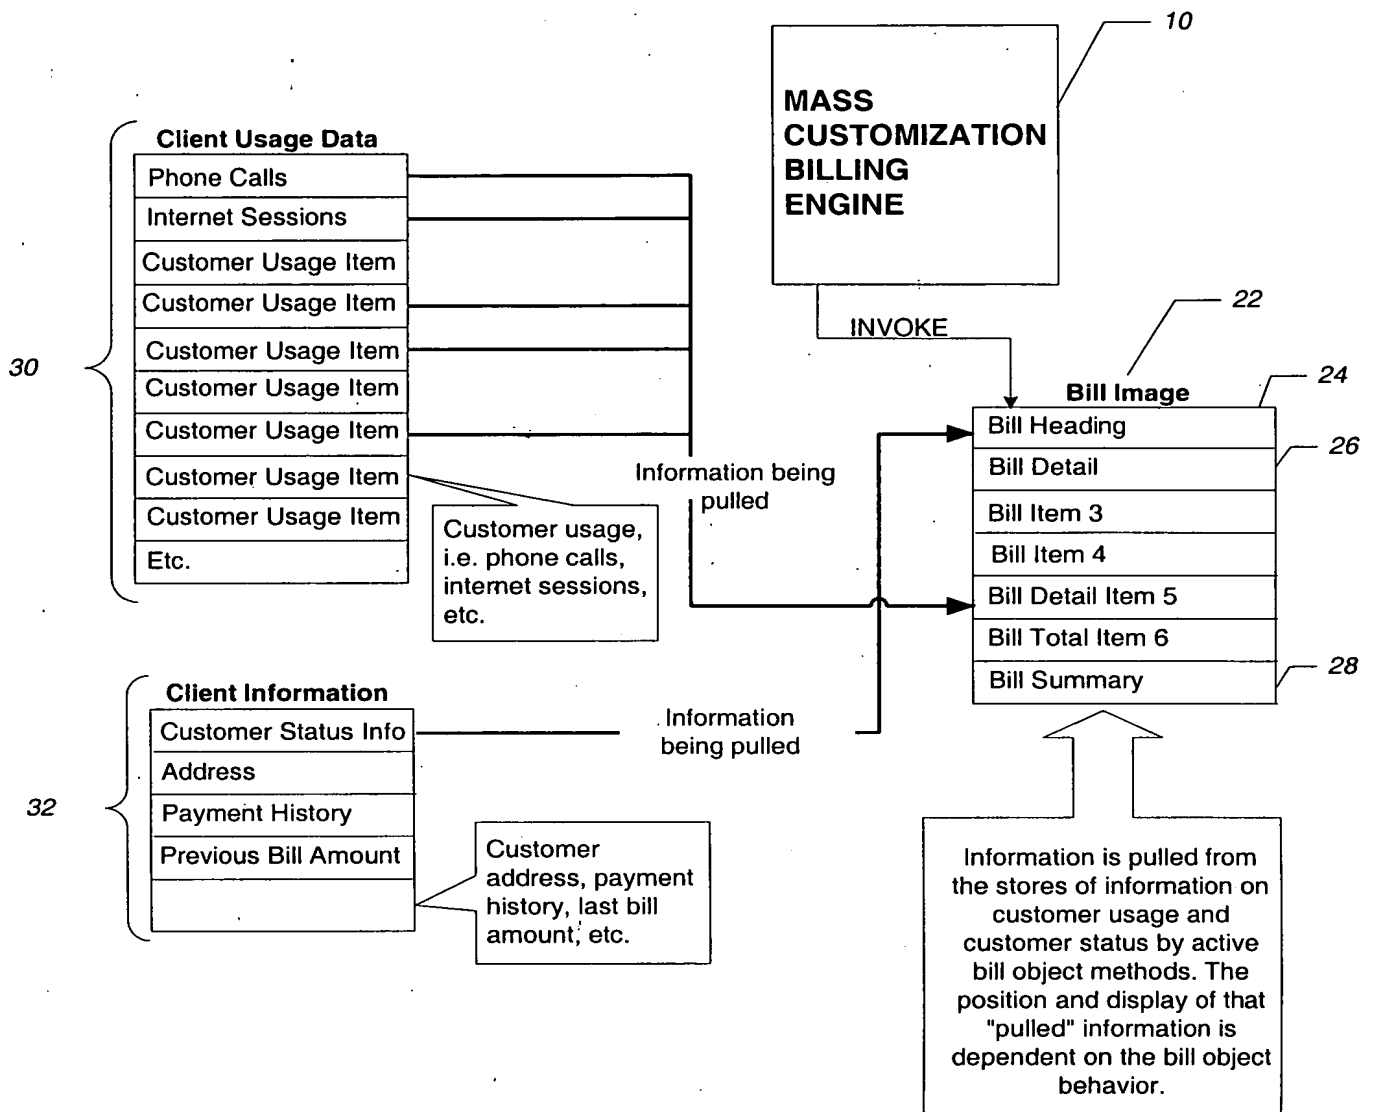 10
MASS
CUSTOMIZATION
BILLING
ENGINE
Client Usage Data
Phone Calls
Internet Sessions
Customer Usage Item
Customer Usage Item
Customer Usage Item
Customer Usage Item
Customer Usage Item
Customer Usage Item
Customer Usage Item
Etc.
30
Customer usage,
i.e. phone calls,
internet sessions,
etc.
Information being
pulled
INVOKE
22
Bill Image
24
Bill Heading
26
Bill Detail
Bill Item 3
Bill Item 4
Bill Detail Item 5
Bill Total Item 6
28
Bill Summary
Client Information
Customer Status Info
Address
Payment History
Previous Bill Amount
32
Information
being pulled
Customer
address, payment
history, last bill
amount, etc.
Information is pulled from
the stores of information on
customer usage and
customer status by active
bill object methods. The
position and display of that
"pulled" information is
dependent on the bill object
behavior.